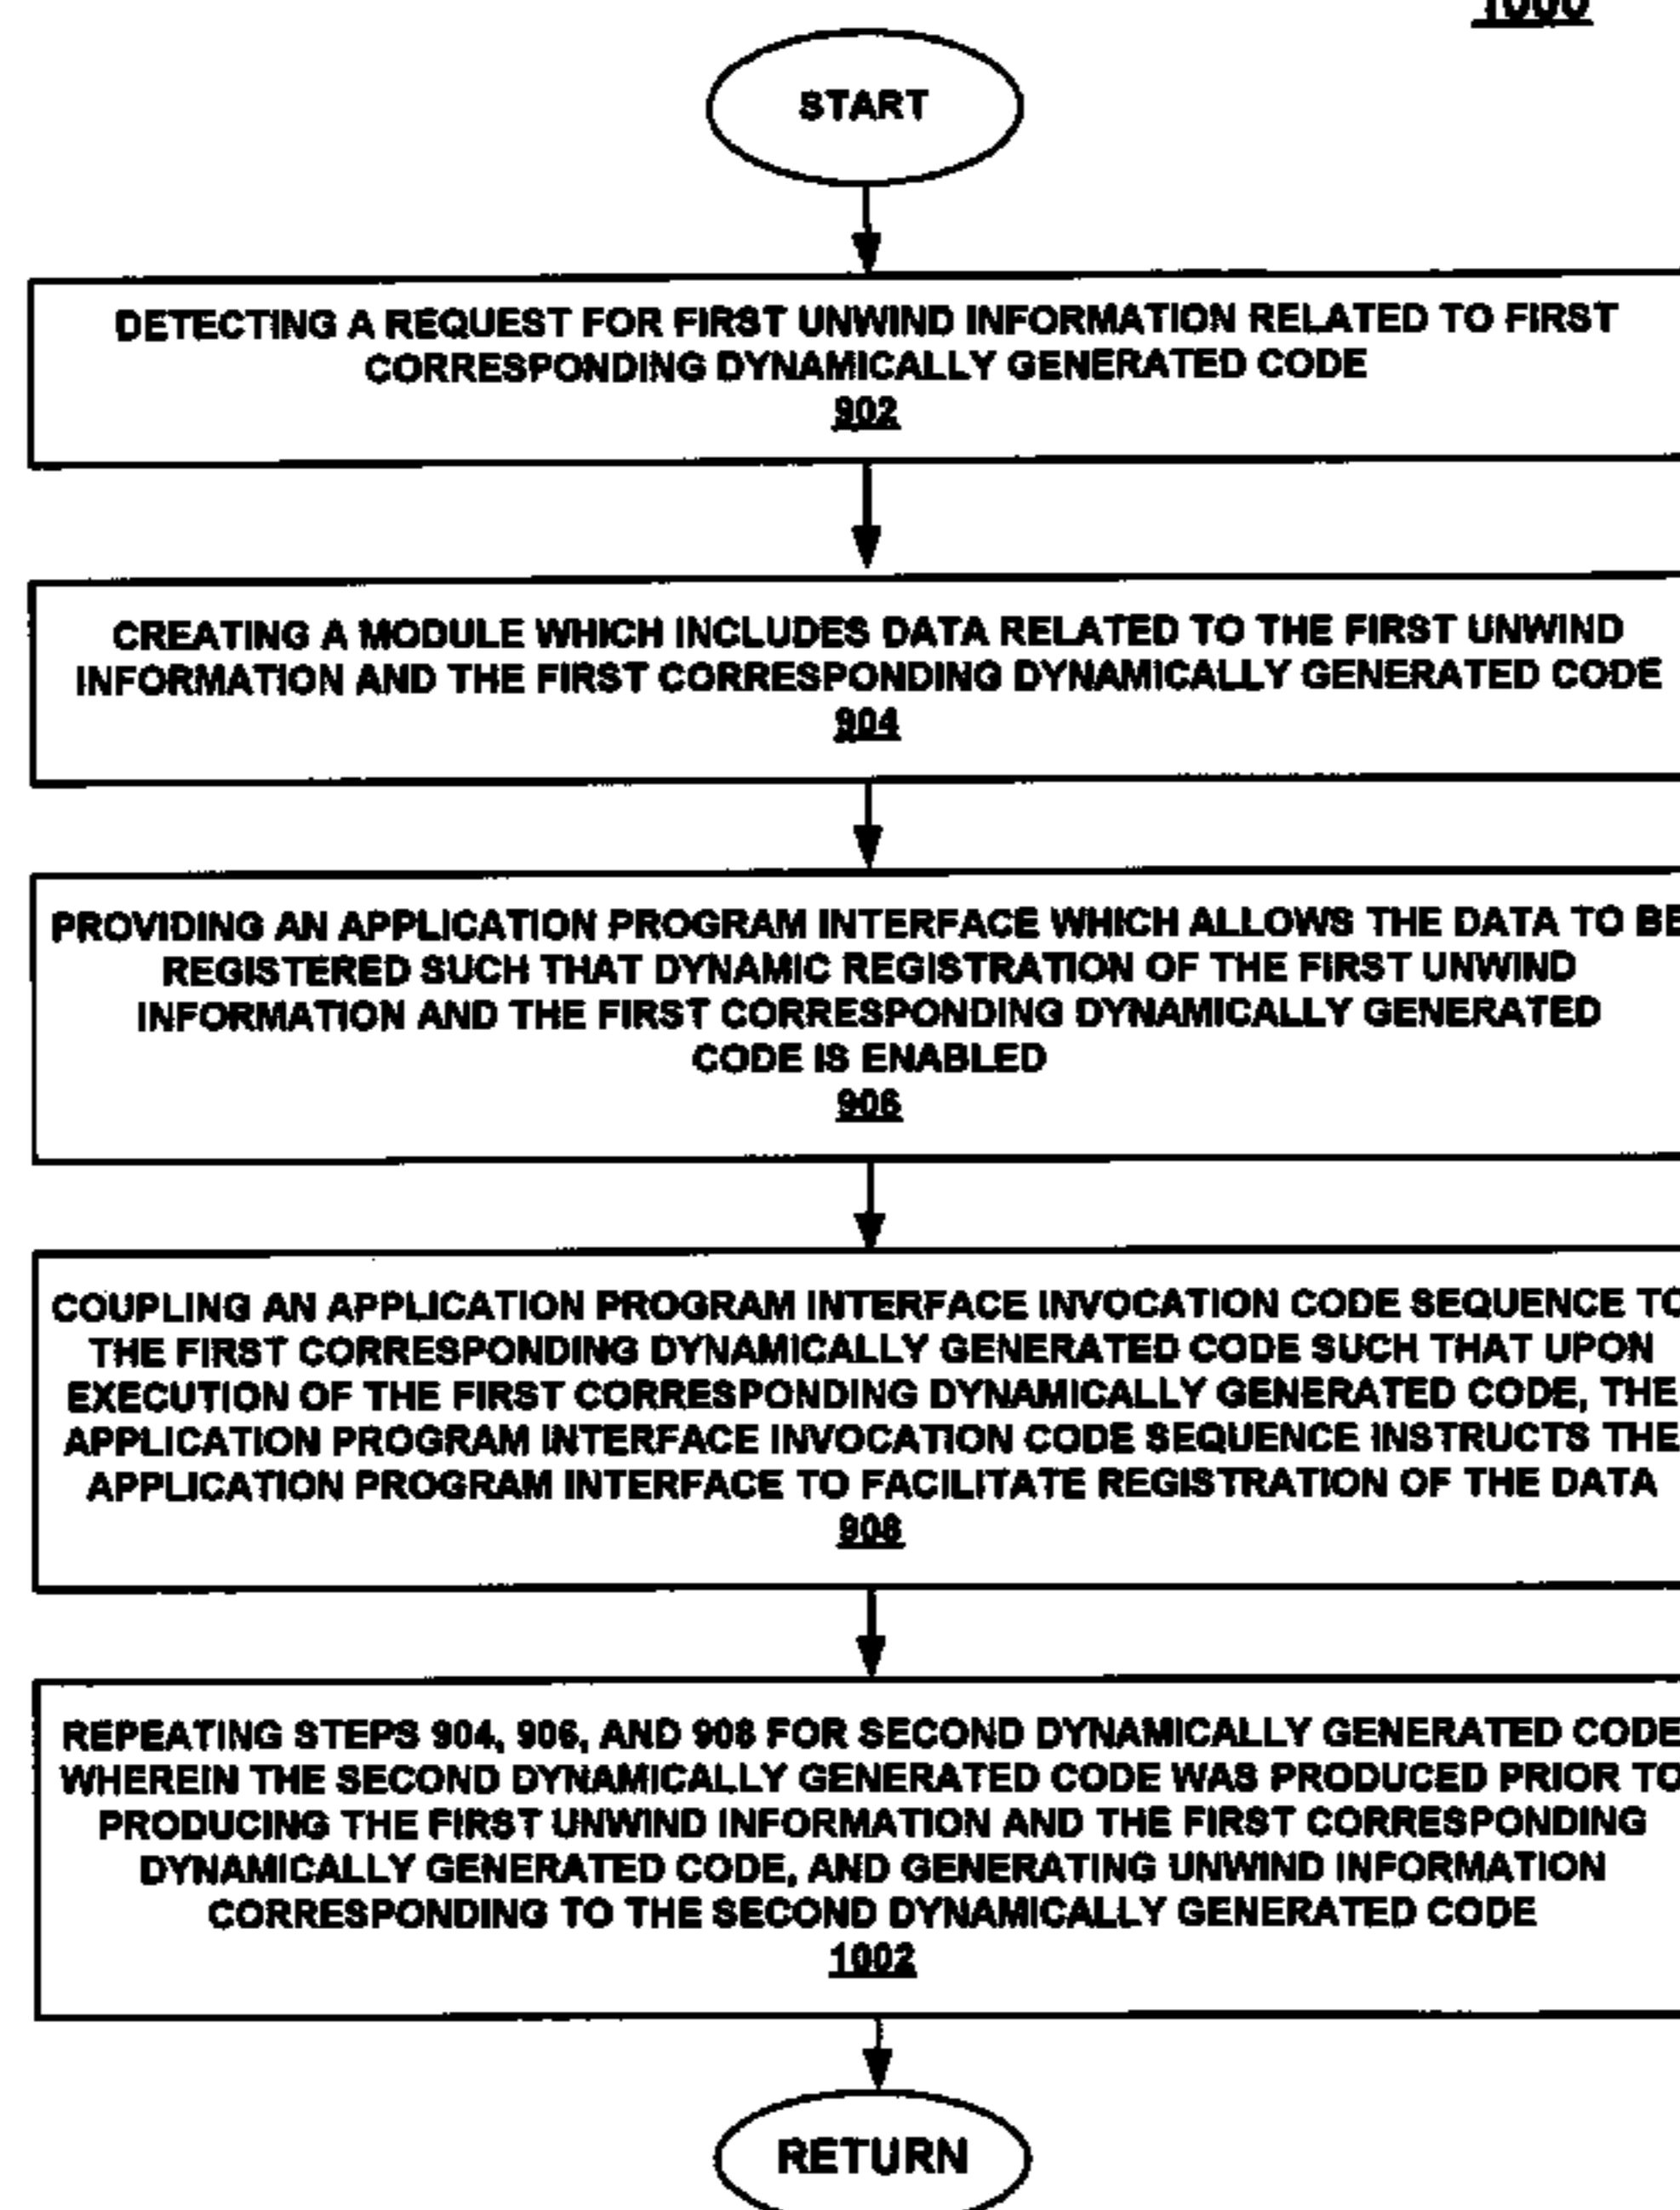 1000
START
DETECTING A REQUEST FOR FIRST UNWIND INFORMATION RELATED TO FIRST
CORRESPONDING DYNAMICALLY GENERATED CODE
902
CREATING A MODULE WHICH INCLUDES DATA RELATED TO THE FIRST UNWIND
INFORMATION AND THE FIRST CORRESPONDING DYNAMICALLY GENERATED CODE
904
PROVIDING AN APPLICATION PROGRAM INTERFACE WHICH ALLOWS THE DATA TO BE
REGISTERED SUCH THAT DYNAMIC REGISTRATION OF THE FIRST UNWIND
INFORMATION AND THE FIRST CORRESPONDING DYNAMICALLY GENERATED
CODE IS ENABLED
906
COUPLING AN APPLICATION PROGRAM INTERFACE INVOCATION CODE SEQUENCE TO
THE FIRST CORRESPONDING DYNAMICALLY GENERATED CODE SUCH THAT UPON
EXECUTION OF THE FIRST CORRESPONDING DYNAMICALLY GENERATED CODE, THE
APPLICATION PROGRAM INTERFACE INVOCATION CODE SEQUENCE INSTRUCTS THE
APPLICATION PROGRAM INTERFACE TO FACILITATE REGISTRATION OF THE DATA
908
REPEATING STEPS 904, 906, AND 908 FOR SECOND DYNAMICALLY GENERATED CODE
WHEREIN THE SECOND DYNAMICALLY GENERATED CODE WAS PRODUCED PRIOR TO
PRODUCING THE FIRST UNWIND INFORMATION AND THE FIRST CORRESPONDING
DYNAMICALLY GENERATED CODE, AND GENERATING UNWIND INFORMATION
CORRESPONDING TO THE SECOND DYNAMICALLY GENERATED CODE
1002
RETURN